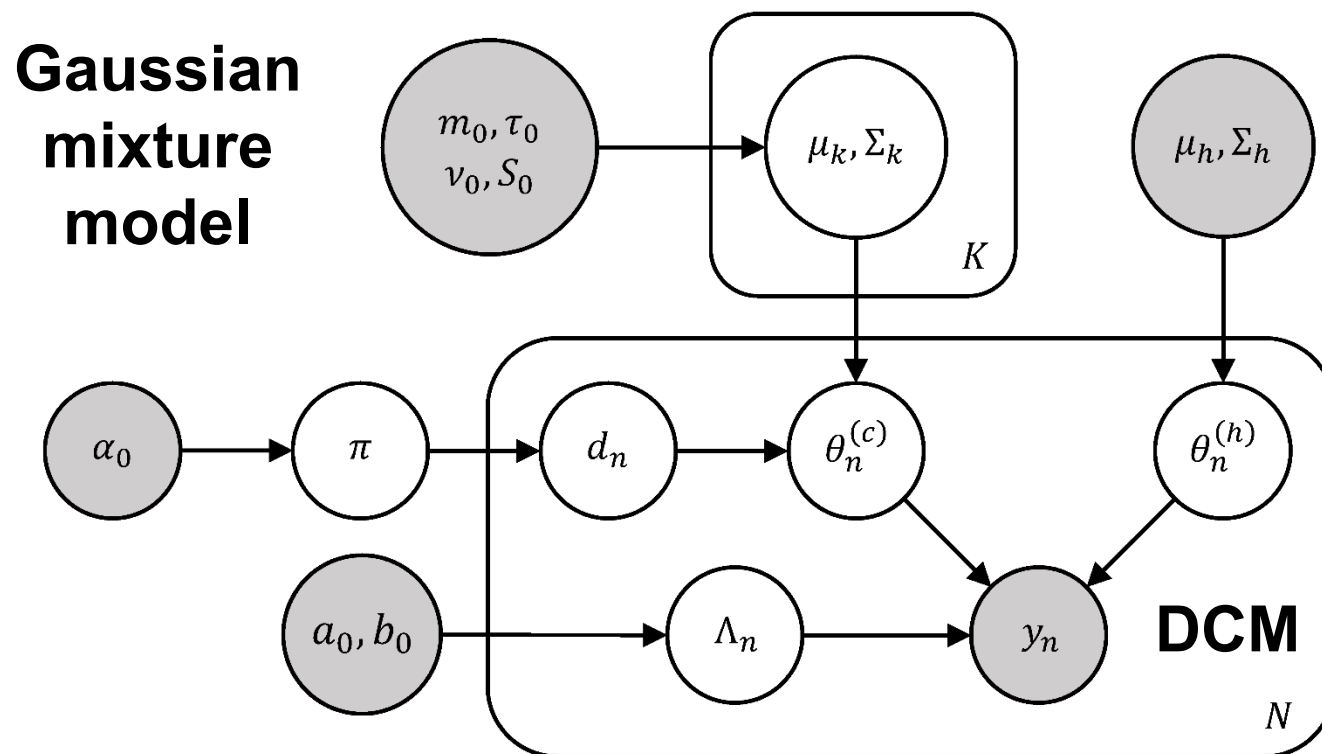 Gaussian
mixture
model
m₀, τ₀
ν₀, S₀
μₖ, Σₖ
K
μₕ, Σₕ
α₀
π
dₙ
θₙ⁽ᶜ⁾
θₙ⁽ʰ⁾
a₀, b₀
Λₙ
yₙ
DCM
N